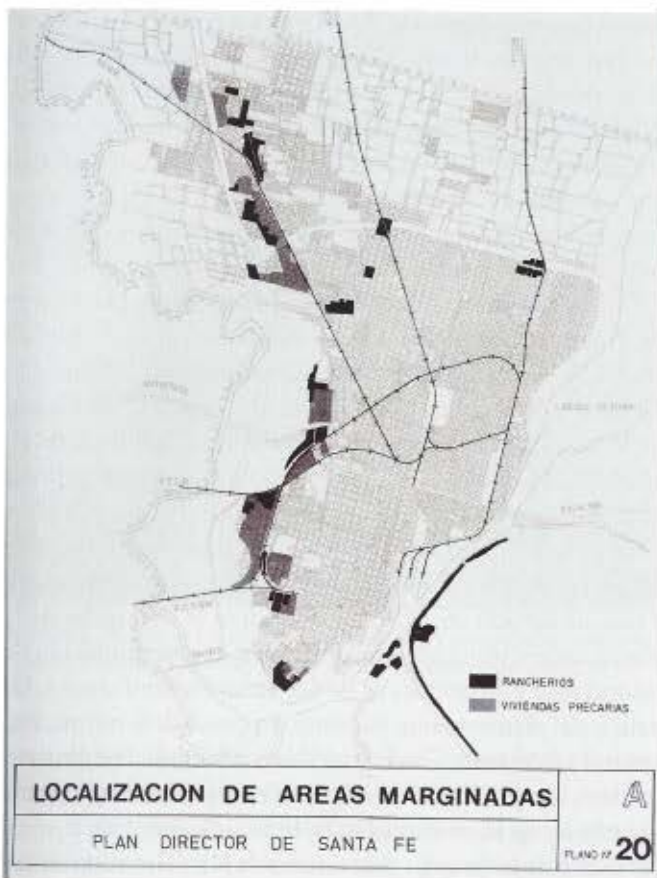 RANCHERIOS
VIVIENDAS PRECARIAS
LOCALIZACION DE AREAS MARGINADAS
A
PLAN DIRECTOR DE SANTA FE
PLANO Nº 20